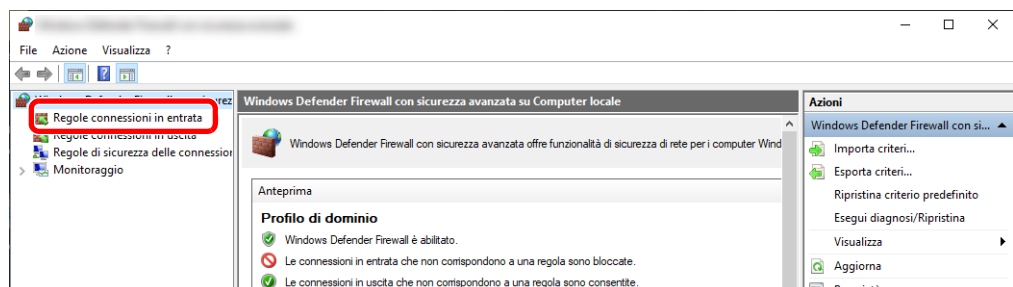 File Azione Visualizza ?
Regole connessioni in entrata
Regole connessioni in uscita
Regole di sicurezza delle connession
Monitoraggio
Windows Defender Firewall con sicurezza avanzata su Computer locale
Windows Defender Firewall con sicurezza avanzata offre funzionalità di sicurezza di rete per i computer Wind
Anteprima
Profilo di dominio
Windows Defender Firewall è abilitato.
Le connessioni in entrata che non corrispondono a una regola sono bloccate.
Le connessioni in uscita che non corrispondono a una regola sono consentite.
Azioni
Windows Defender Firewall con si...
Importa criteri...
Esporta criteri...
Ripristina criterio predefinito
Esegui diagnosi/Ripristina
Visualizza
Aggiorna